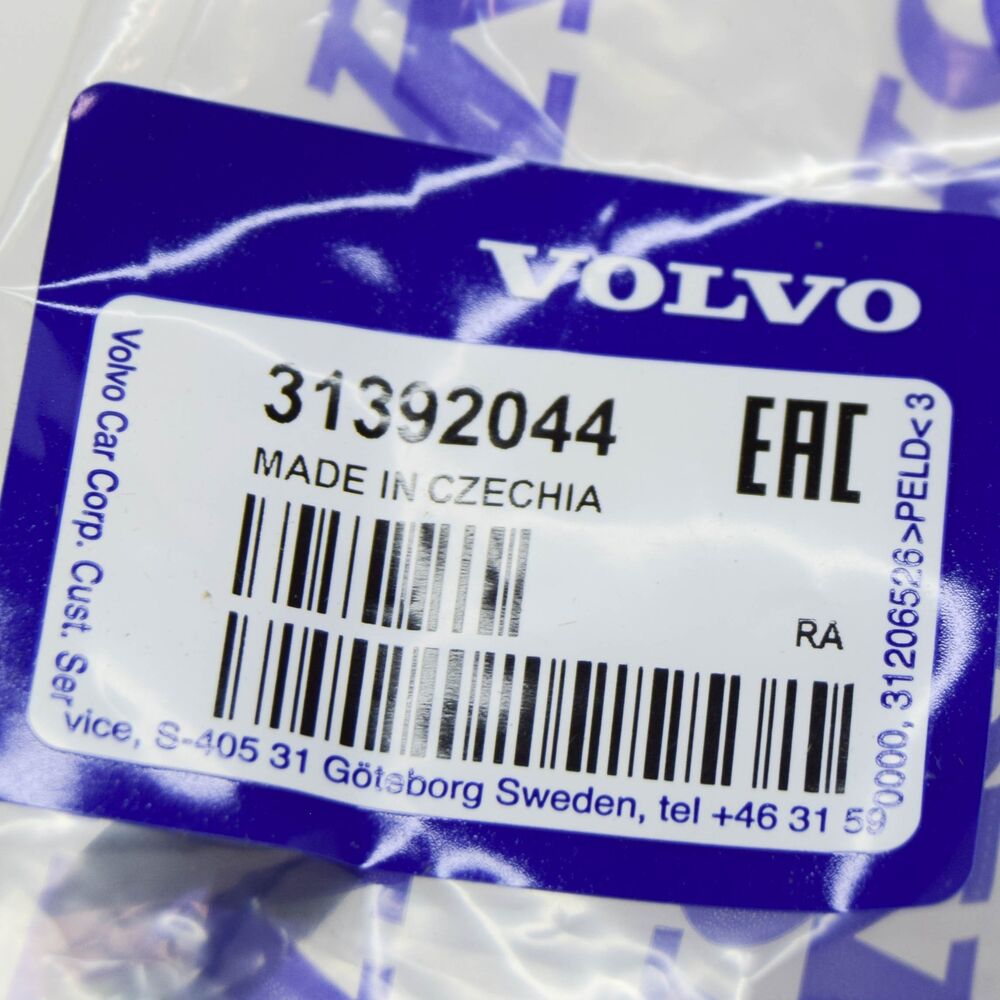 VOLVO
31392044
EAC
MADE IN CZECHIA
RA
Volvo Car Corp. Cust. Service, S-405 31 Göteborg Sweden, tel +46 31 590000, 31206526 >PELD< 3